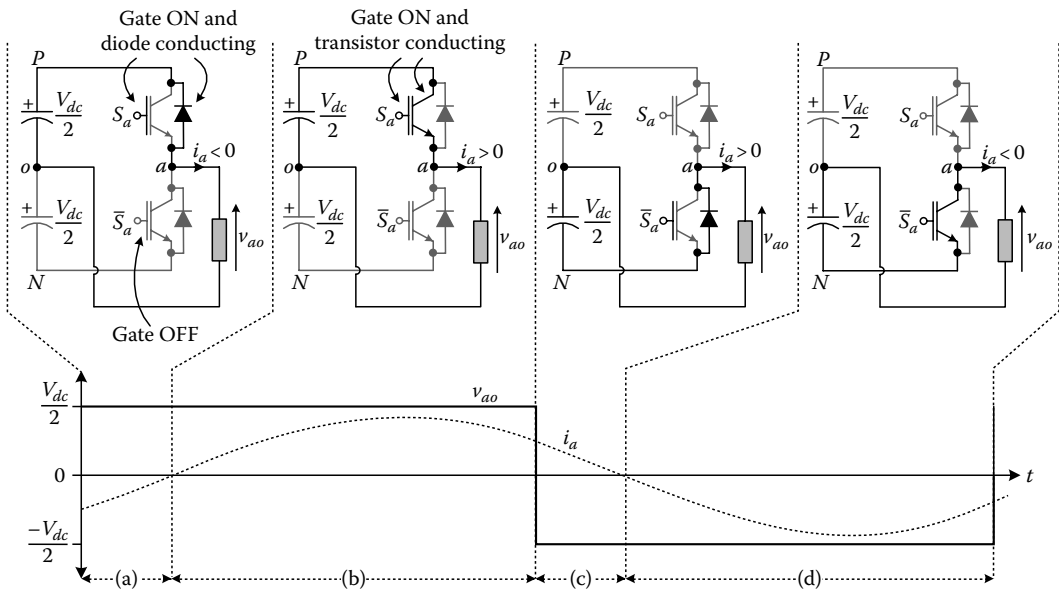 Gate ON and
diode conducting
Gate ON and
transistor conducting
P
+
V_dc
2
S_a
o
a
i_a < 0
+
V_dc
2
S̄_a
v_ao
N
Gate OFF
P
+
V_dc
2
S_a
o
a
i_a > 0
+
V_dc
2
S̄_a
v_ao
N
P
+
V_dc
2
S_a
o
a
i_a > 0
+
V_dc
2
S̄_a
v_ao
N
P
+
V_dc
2
S_a
o
a
i_a < 0
+
V_dc
2
S̄_a
v_ao
N
V_dc
2
v_ao
i_a
0
t
−V_dc
2
(a)
(b)
(c)
(d)